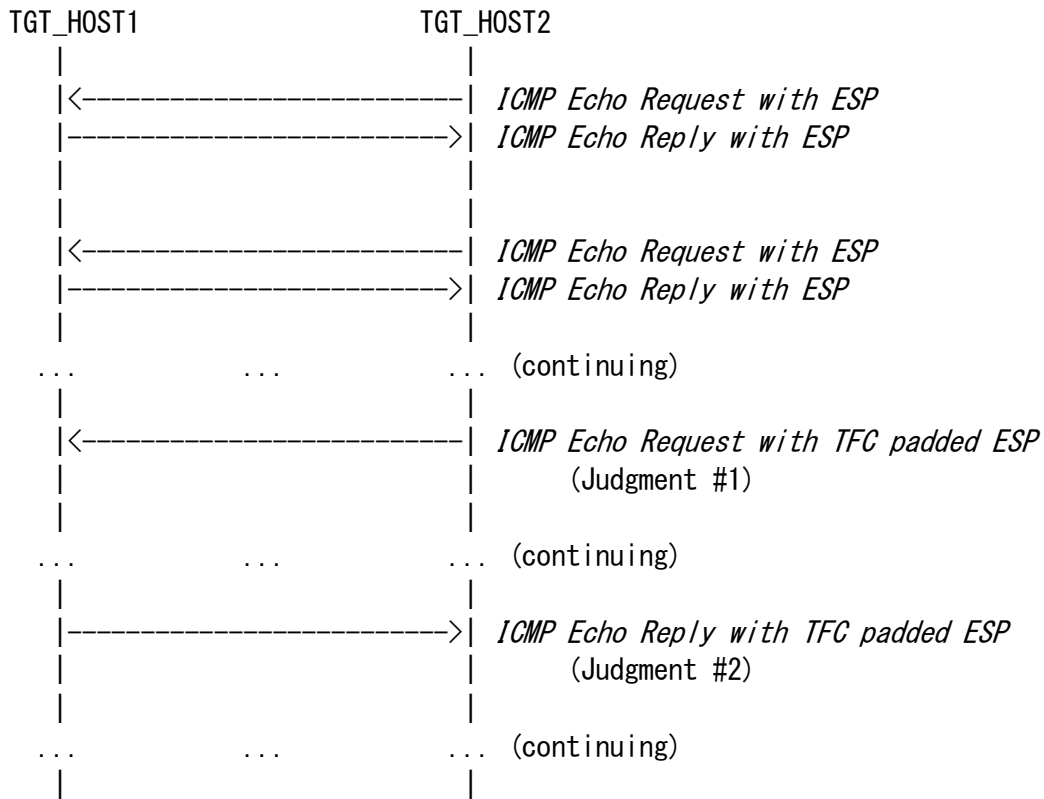 TGT_HOST1                   TGT_HOST2
   |                            |
   |<--------------------------| ICMP Echo Request with ESP
   |-------------------------->| ICMP Echo Reply with ESP
   |                            |
   |                            |
   |<--------------------------| ICMP Echo Request with ESP
   |-------------------------->| ICMP Echo Reply with ESP
   |                            |
  ...            ...           ... (continuing)
   |                            |
   |<--------------------------| ICMP Echo Request with TFC padded ESP
   |                            |      (Judgment #1)
   |                            |
  ...            ...           ... (continuing)
   |                            |
   |-------------------------->| ICMP Echo Reply with TFC padded ESP
   |                            |      (Judgment #2)
   |                            |
  ...            ...           ... (continuing)
   |                            |